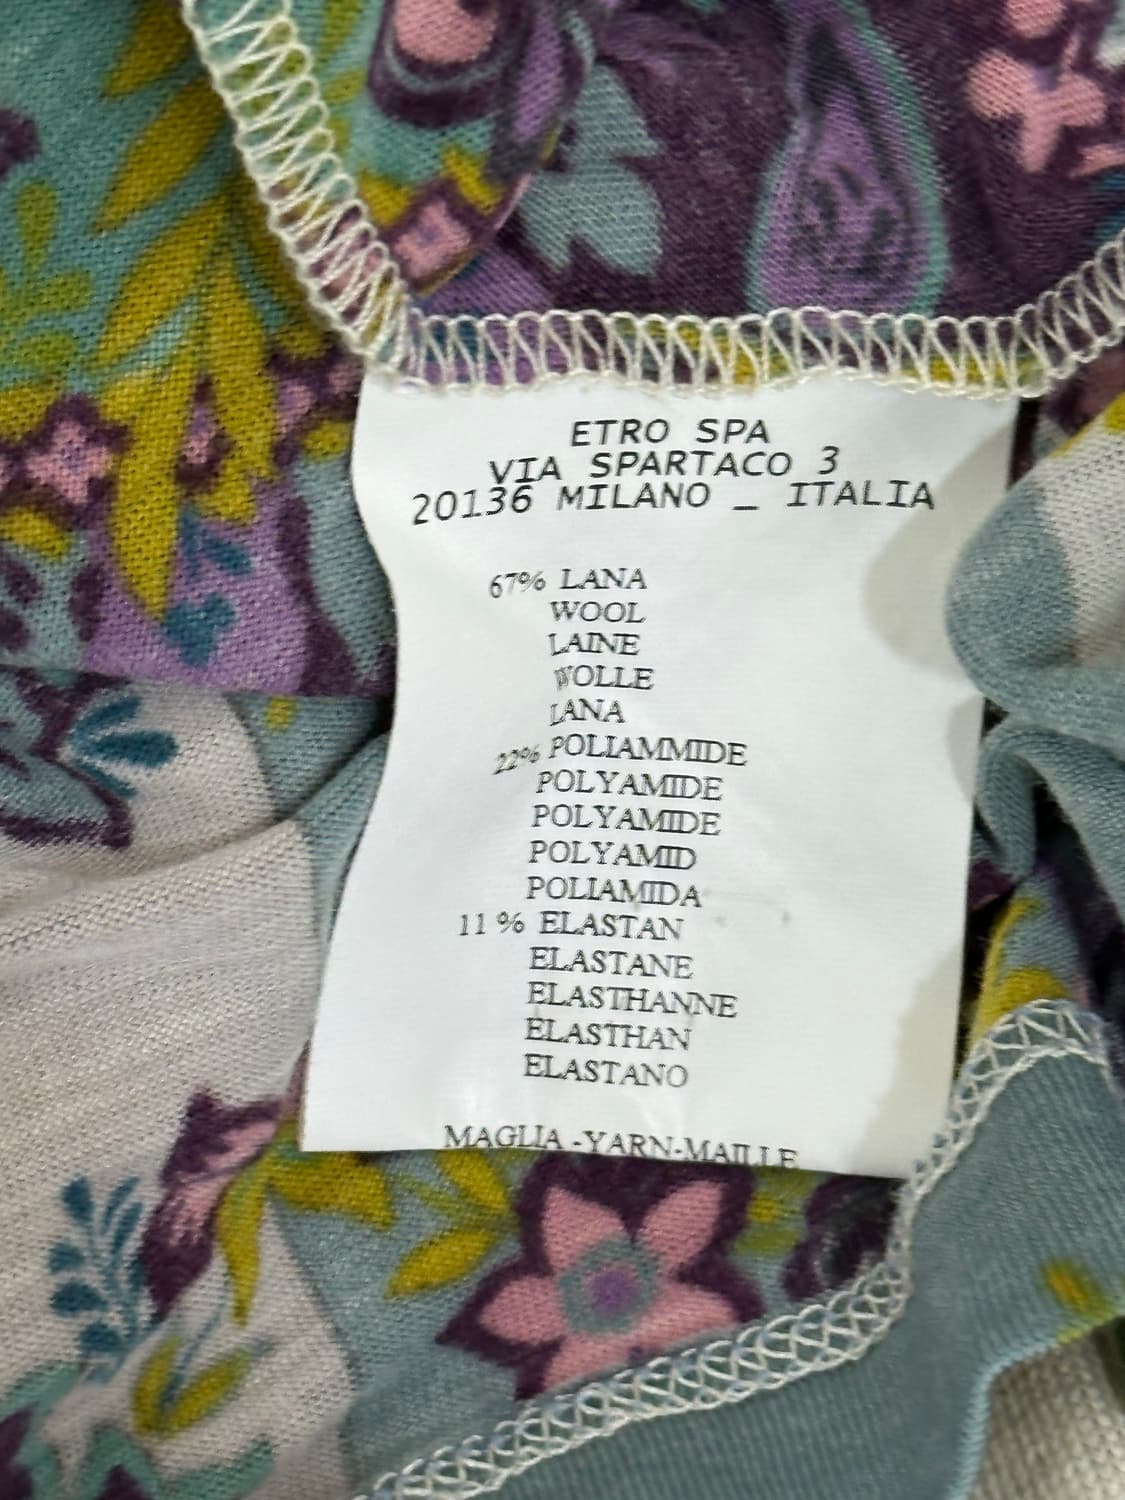 ETRO SPA
VIA SPARTACO 3
20136 MILANO _ ITALIA
67% LANA
WOOL
LAINE
WOLLE
LANA
22% POLIAMMIDE
POLYAMIDE
POLYAMIDE
POLYAMID
POLIAMIDA
11 % ELASTAN
ELASTANE
ELASTHANNE
ELASTHAN
ELASTANO
MAGLIA -YARN-MAILLE